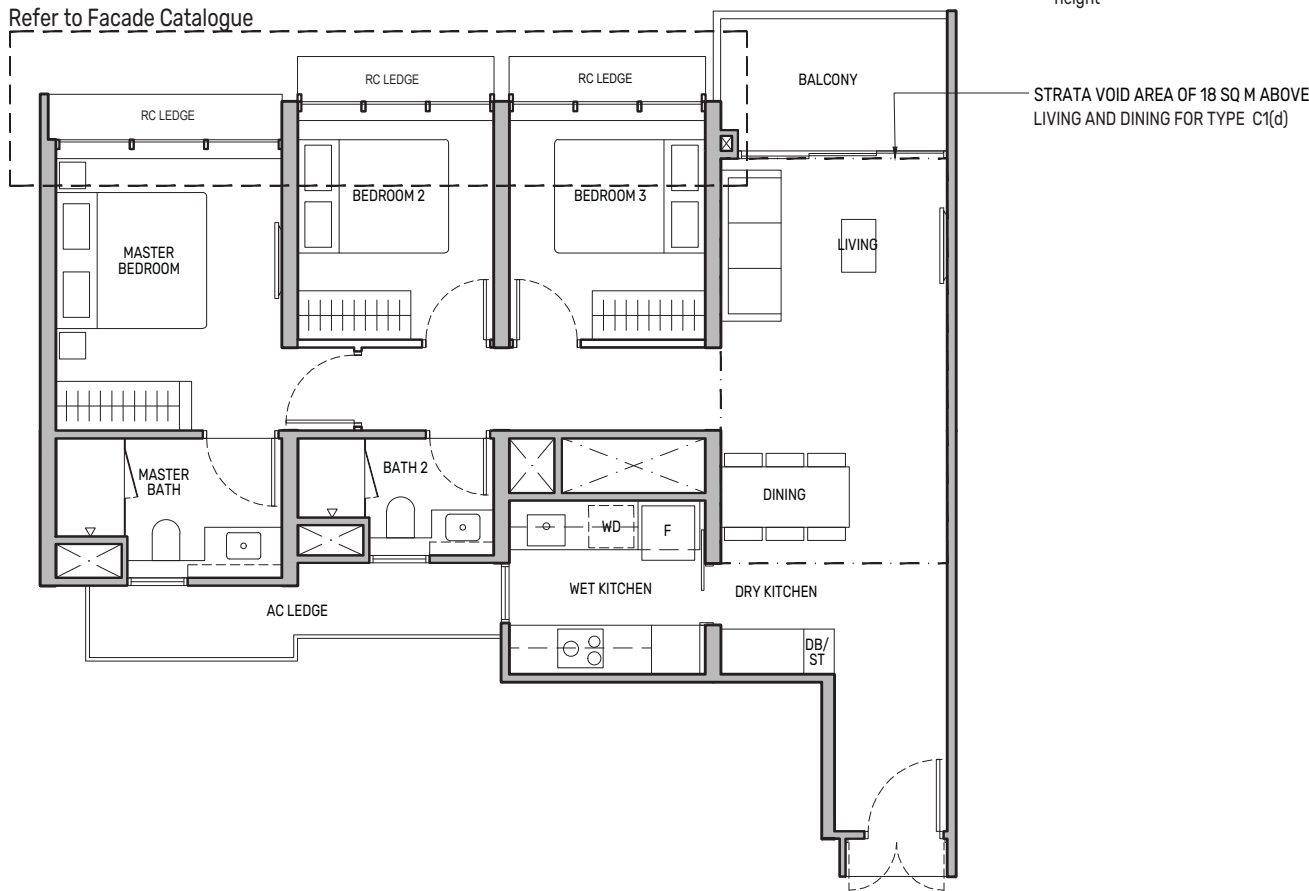 height
Refer to Facade Catalogue
RC LEDGE
RC LEDGE
RC LEDGE
BALCONY
STRATA VOID AREA OF 18 SQ M ABOVE
LIVING AND DINING FOR TYPE C1(d)
BEDROOM 2
BEDROOM 3
MASTER
BEDROOM
LIVING
MASTER
BATH
BATH 2
DINING
WD
F
WET KITCHEN
DRY KITCHEN
AC LEDGE
DB/
ST